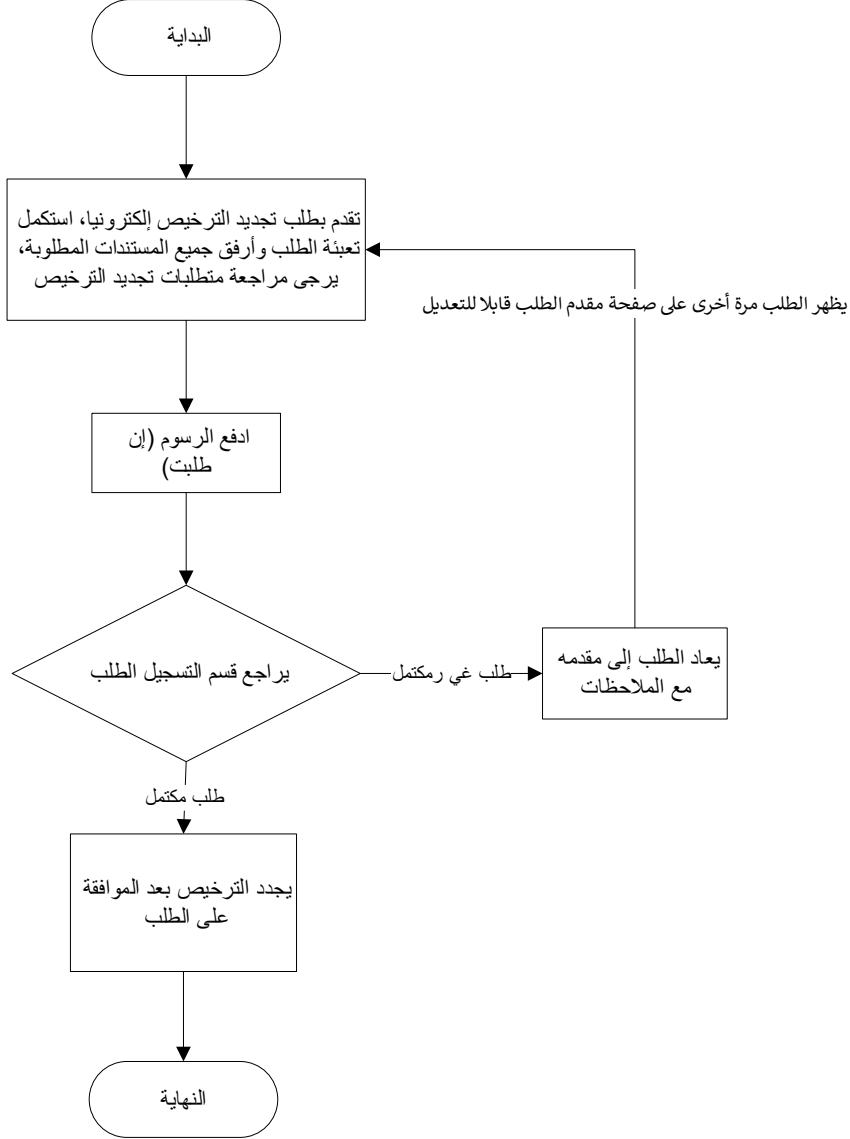 البداية
تقدم بطلب تجديد الترخيص إلكترونيا، استكمل
تعبئة الطلب وأرفق جميع المستندات المطلوبة،
يرجى مراجعة متطلبات تجديد الترخيص
يظهر الطلب مرة أخرى على صفحة مقدم الطلب قابلا للتعديل
ادفع الرسوم (إن
طلبت)
يراجع قسم التسجيل الطلب
طلب غي رمكتمل
يعاد الطلب إلى مقدمه
مع الملاحظات
طلب مكتمل
يجدد الترخيص بعد الموافقة
على الطلب
النهاية